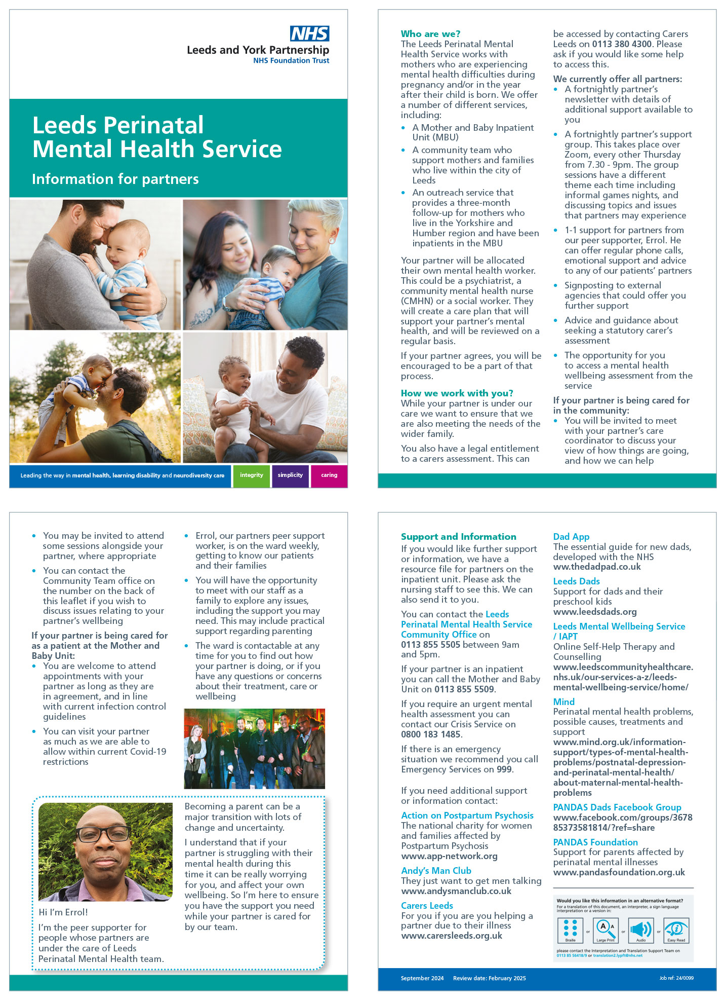 NHS
Leeds and York Partnership
NHS Foundation Trust
Leeds Perinatal
Mental Health Service
Information for partners
Leading the way in mental health, learning disability and neurodiversity care
integrity
simplicity
caring
Who are we?
The Leeds Perinatal Mental
Health Service works with
mothers who are experiencing
mental health difficulties during
pregnancy and/or in the year
after their child is born. We offer
a number of different services,
including:
• A Mother and Baby Inpatient
Unit (MBU)
• A community team who
support mothers and families
who live within the city of
Leeds
• An outreach service that
provides a three-month
follow-up for mothers who
live in the Yorkshire and
Humber region and have been
inpatients in the MBU
Your partner will be allocated
their own mental health worker.
This could be a psychiatrist, a
community mental health nurse
(CMHN) or a social worker. They
will create a care plan that will
support your partner's mental
health, and will be reviewed on a
regular basis.
If your partner agrees, you will be
encouraged to be a part of that
process.
How we work with you?
While your partner is under our
care we want to ensure that we
are also meeting the needs of the
wider family.
You also have a legal entitlement
to a carers assessment. This can
be accessed by contacting Carers
Leeds on 0113 380 4300. Please
ask if you would like some help
to access this.
We currently offer all partners:
• A fortnightly partner's
newsletter with details of
additional support available to
you
• A fortnightly partner's support
group. This takes place over
Zoom, every other Thursday
from 7.30 - 9pm. The group
sessions have a different
theme each time including
informal games nights, and
discussing topics and issues
that partners may experience
• 1-1 support for partners from
our peer supporter, Errol. He
can offer regular phone calls,
emotional support and advice
to any of our patients' partners
• Signposting to external
agencies that could offer you
further support
• Advice and guidance about
seeking a statutory carer's
assessment
• The opportunity for you
to access a mental health
wellbeing assessment from the
service
If your partner is being cared for
in the community:
• You will be invited to meet
with your partner's care
coordinator to discuss your
view of how things are going,
and how we can help
• You may be invited to attend
some sessions alongside your
partner, where appropriate
• You can contact the
Community Team office on
the number on the back of
this leaflet if you wish to
discuss issues relating to your
partner's wellbeing
If your partner is being cared for
as a patient at the Mother and
Baby Unit:
• You are welcome to attend
appointments with your
partner as long as they are
in agreement, and in line
with current infection control
guidelines
• You can visit your partner
as much as we are able to
allow within current Covid-19
restrictions
• Errol, our partners peer support
worker, is on the ward weekly,
getting to know our patients
and their families
• You will have the opportunity
to meet with our staff as a
family to explore any issues,
including the support you may
need. This may include practical
support regarding parenting
• The ward is contactable at any
time for you to find out how
your partner is doing, or if you
have any questions or concerns
about their treatment, care or
wellbeing
Hi I'm Errol!
I'm the peer supporter for
people whose partners are
under the care of Leeds
Perinatal Mental Health team.
Becoming a parent can be a
major transition with lots of
change and uncertainty.
I understand that if your
partner is struggling with their
mental health during this
time it can be really worrying
for you, and affect your own
wellbeing. So I'm here to ensure
you have the support you need
while your partner is cared for
by our team.
Support and Information
If you would like further support
or information, we have a
resource file for partners on the
inpatient unit. Please ask the
nursing staff to see this. We can
also send it to you.
You can contact the Leeds
Perinatal Mental Health Service
Community Office on
0113 855 5505 between 9am
and 5pm.
If your partner is an inpatient
you can call the Mother and Baby
Unit on 0113 855 5509.
If you require an urgent mental
health assessment you can
contact our Crisis Service on
0800 183 1485.
If there is an emergency
situation we recommend you call
Emergency Services on 999.
If you need additional support
or information contact:
Action on Postpartum Psychosis
The national charity for women
and families affected by
Postpartum Psychosis
www.app-network.org
Andy's Man Club
They just want to get men talking
www.andysmanclub.co.uk
Carers Leeds
For you if you are you helping a
partner due to their illness
www.carersleeds.org.uk
Dad App
The essential guide for new dads,
developed with the NHS
ww.thedadpad.co.uk
Leeds Dads
Support for dads and their
preschool kids
www.leedsdads.org
Leeds Mental Wellbeing Service
/ IAPT
Online Self-Help Therapy and
Counselling
www.leedscommunityhealthcare.
nhs.uk/our-services-a-z/leeds-
mental-wellbeing-service/home/
Mind
Perinatal mental health problems,
possible causes, treatments and
support
www.mind.org.uk/information-
support/types-of-mental-health-
problems/postnatal-depression-
and-perinatal-mental-health/
about-maternal-mental-health-
problems
PANDAS Dads Facebook Group
www.facebook.com/groups/3678
85373581814/?ref=share
PANDAS Foundation
Support for parents affected by
perinatal mental illnesses
www.pandasfoundation.org.uk
Would you like this information in an alternative format?
For a translation of this document, an interpreter, a sign language
interpretation or a version in:
A A
Braille or Large Print or Audio or Easy Read
please contact the Interpretation and Translation Support Team on
0113 85 56418/9 or translation2.lypft@nhs.net
September 2024 Review date: February 2025
Job ref: 24/0099